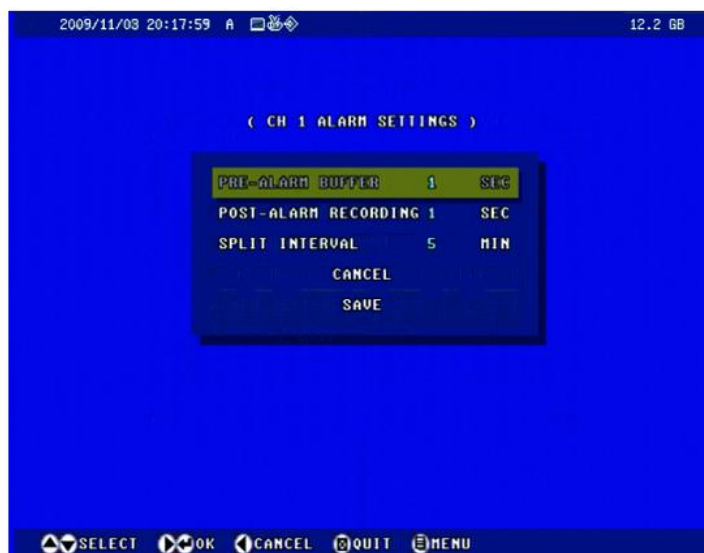 2009/11/03 20:17:59 A 12.2 GB
( CH 1 ALARM SETTINGS )
PRE-ALARM BUFFER 1 SEC
POST-ALARM RECORDING 1 SEC
SPLIT INTERVAL 5 MIN
CANCEL
SAVE
SELECT OK CANCEL QUIT MENU